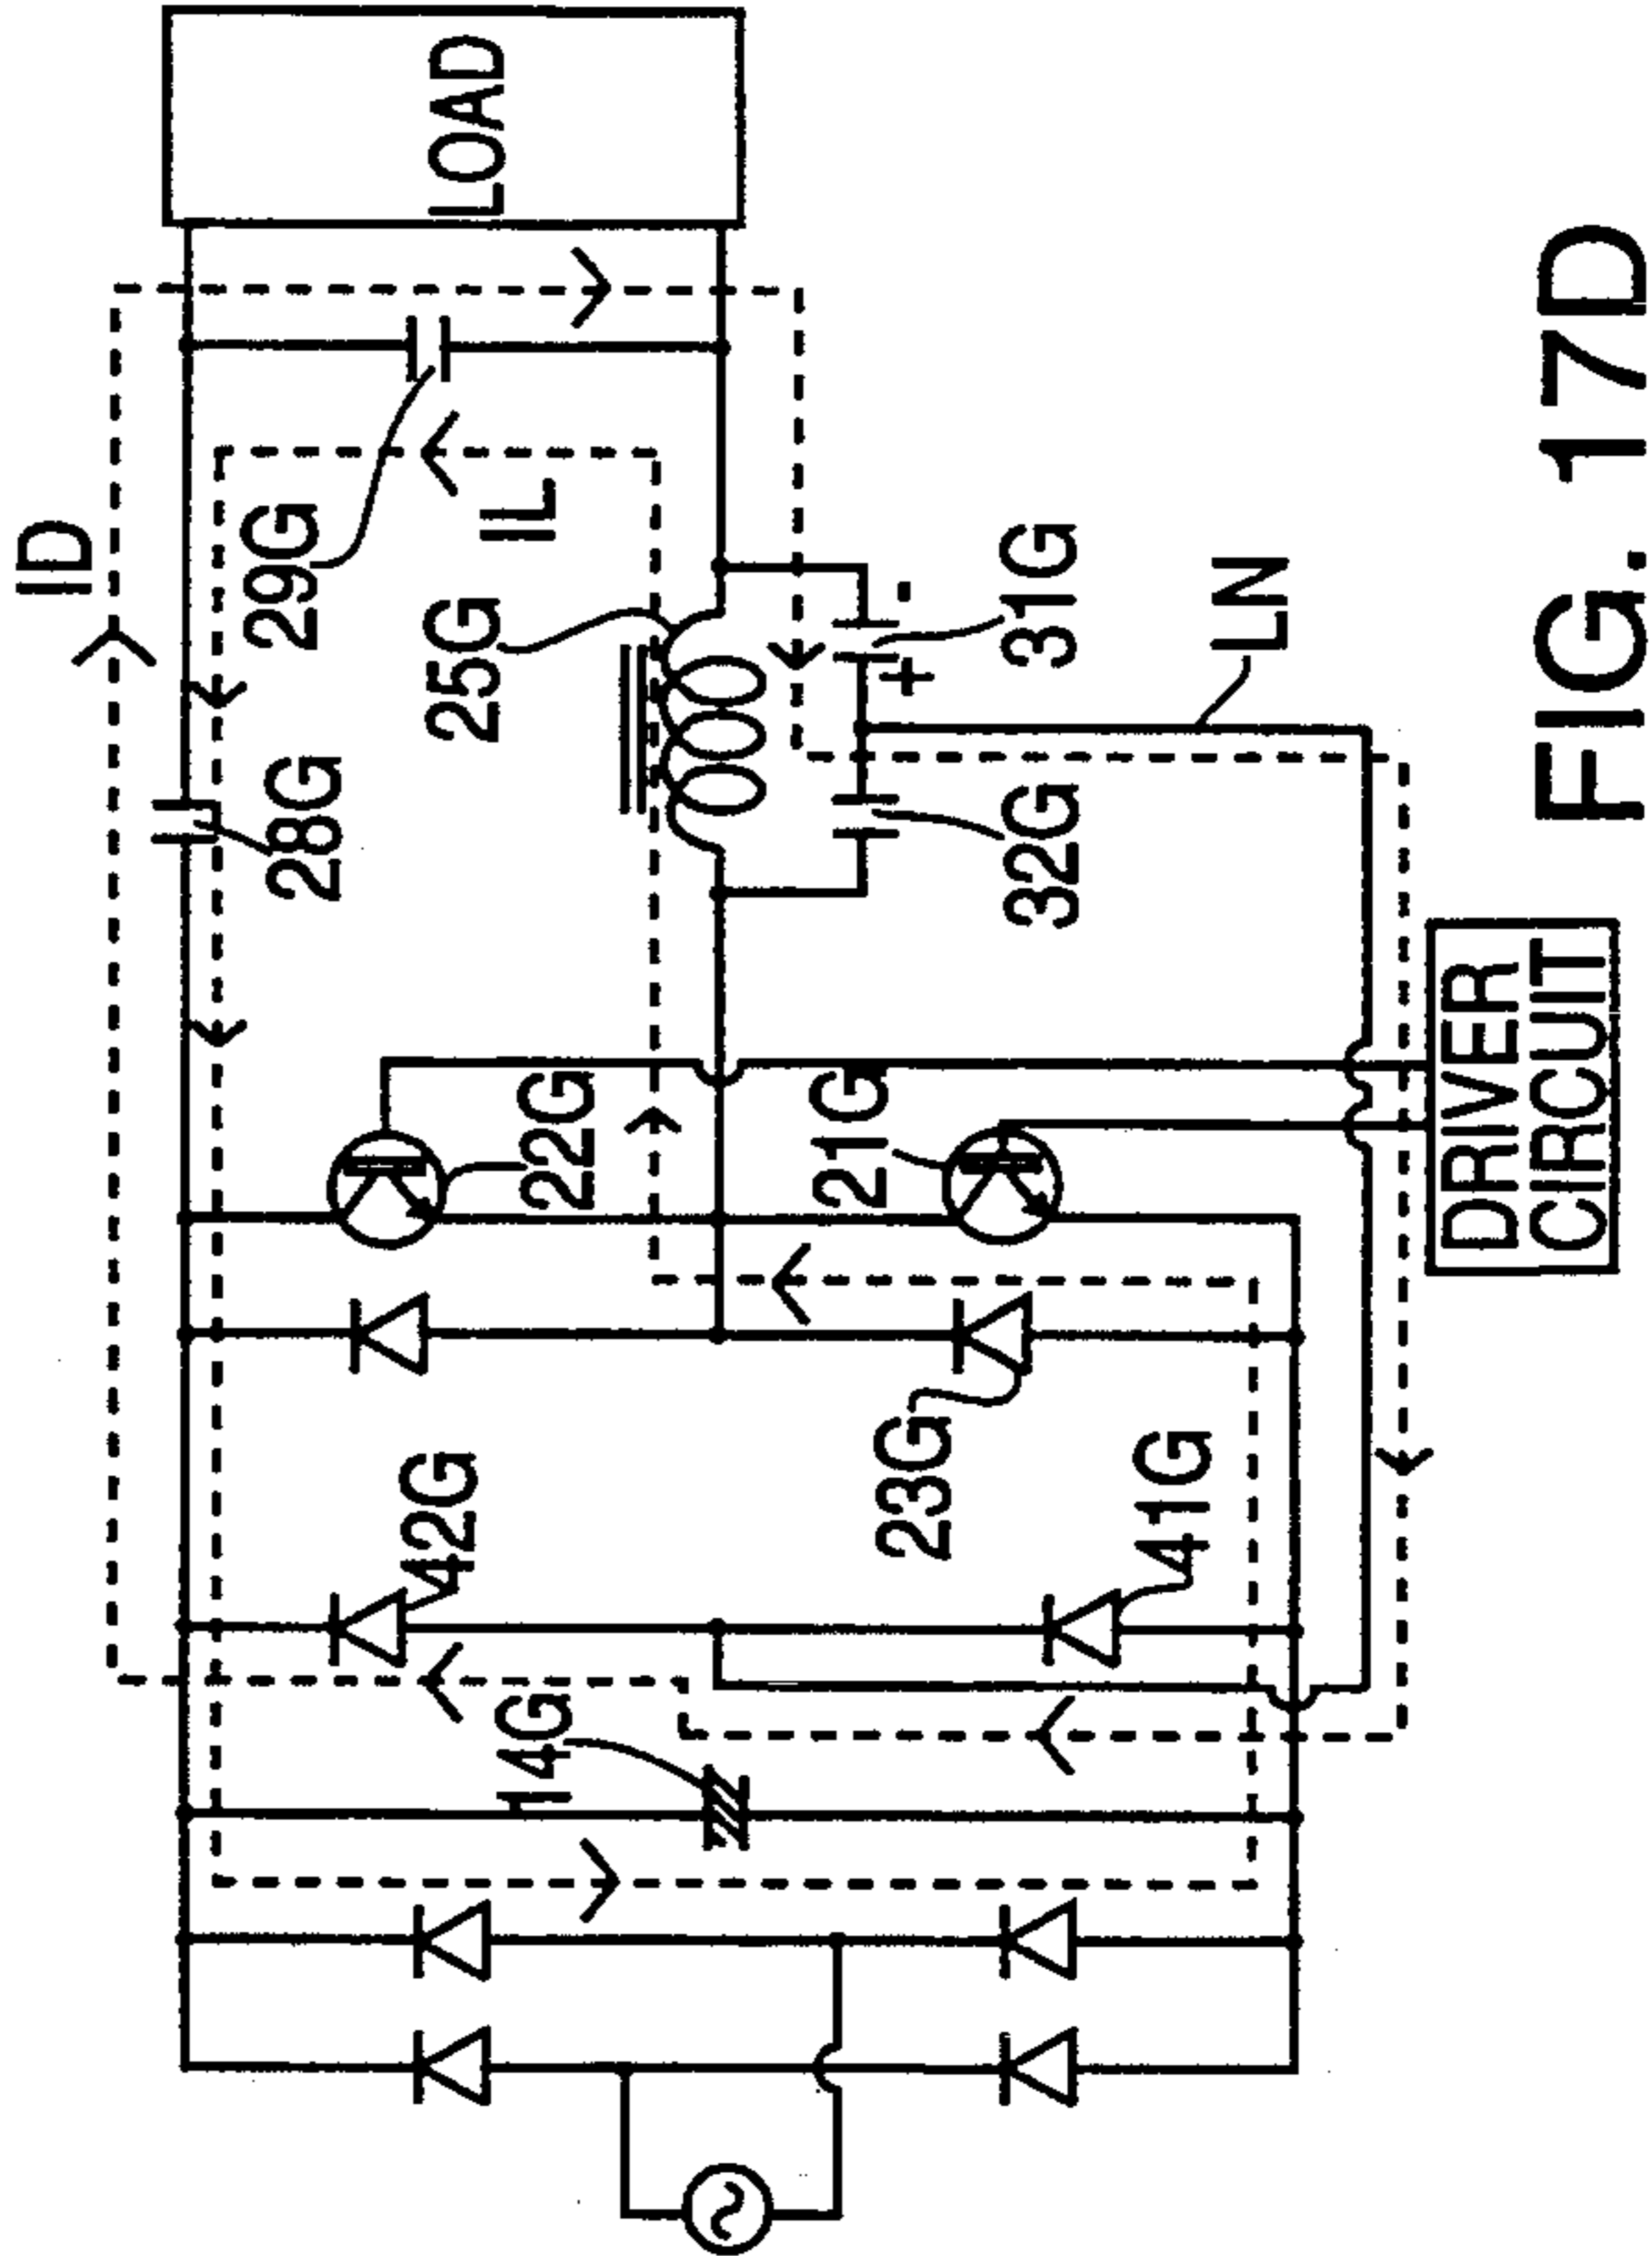 ID
LOAD
28G
29G
25G
IL
31G
-
+
32G
LN
22G
21G
42G
23G
41G
14G
DRIVER
CIRCUIT
FIG. 17D